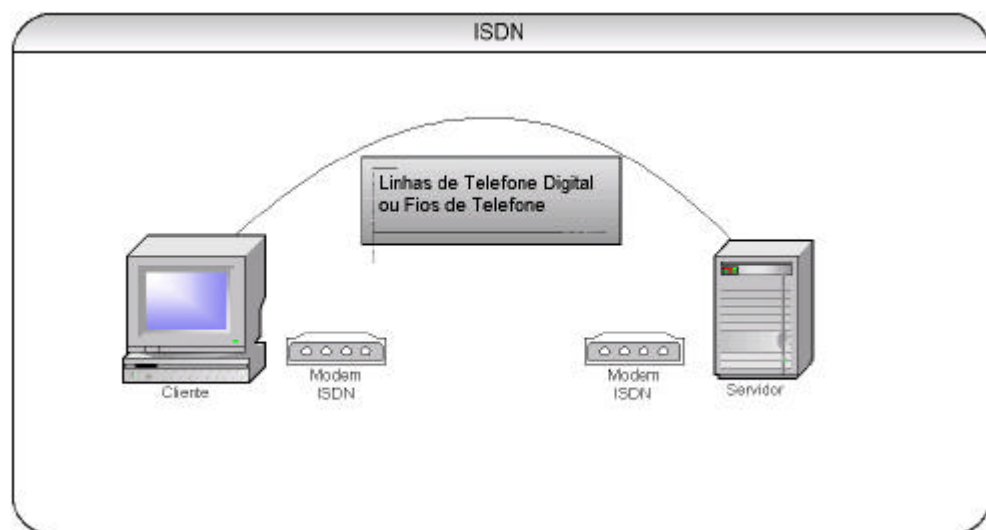 ISDN
Linhas de Telefone Digital
ou Fios de Telefone
Cliente
Modem
ISDN
Modem
ISDN
Servidor